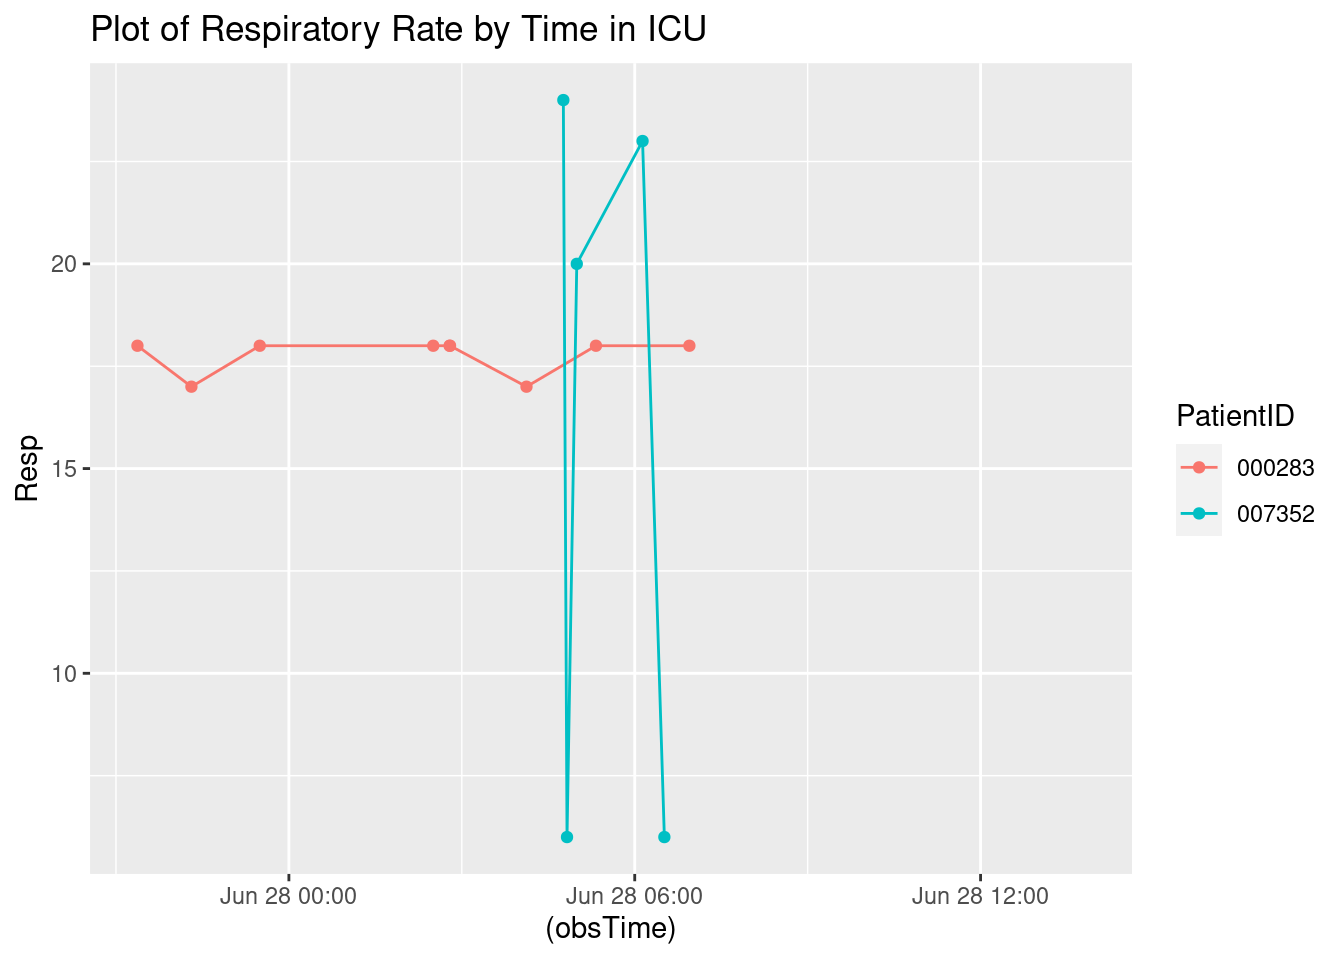 Plot of Respiratory Rate by Time in ICU
Resp
20
15
10
Jun 28 00:00
Jun 28 06:00
Jun 28 12:00
(obsTime)
PatientID
000283
007352